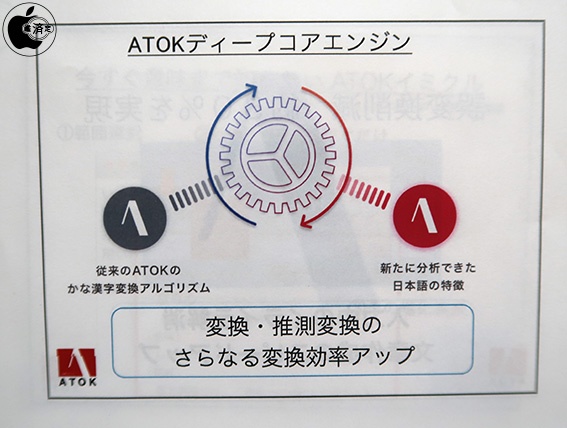 ATOKディープコアエンジン
従来のATOKの
かな漢字変換アルゴリズム
新たに分析できた
日本語の特徴
変換・推測変換の
さらなる変換効率アップ
ATOK